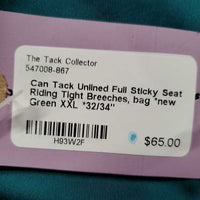 The Tack Collector
547008-867
Can Tack Unlined Full Sticky Seat
Riding Tight Breeches, bag *new
Green XXL *32/34"
$65.00
H93W2F